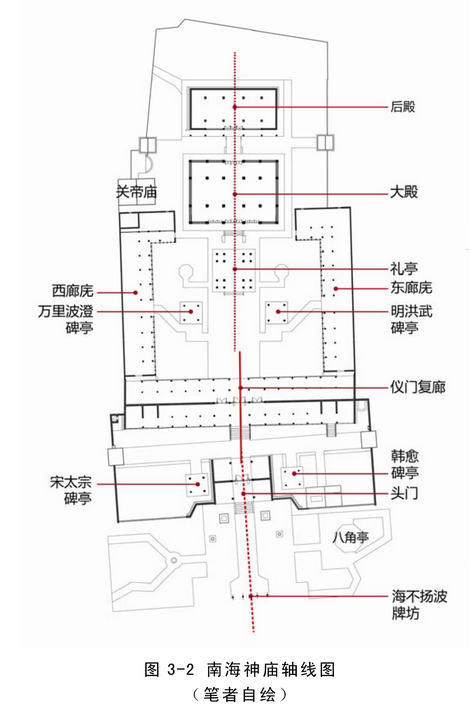 后殿
关帝庙
大殿
礼亭
西廊庑
东廊庑
万里波澄
碑亭
明洪武
碑亭
仪门复廊
韩愈
碑亭
宋太宗
碑亭
头门
八角亭
海不扬波
牌坊
图 3-2 南海神庙轴线图
（笔者自绘）